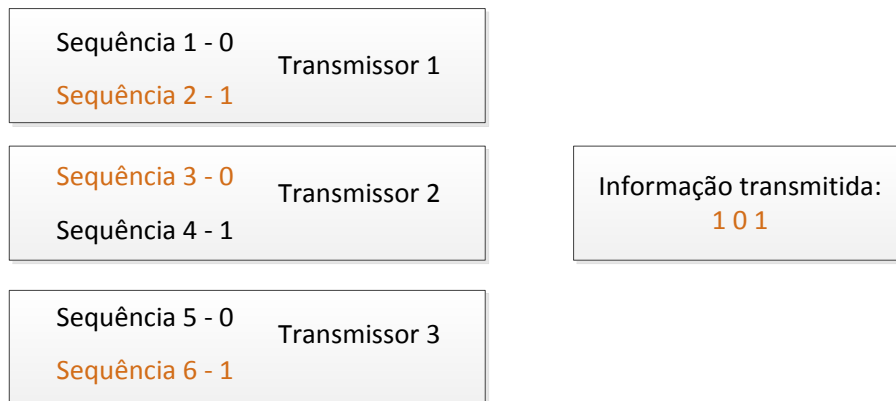 Sequência 1 - 0
Transmissor 1
Sequência 2 - 1
Sequência 3 - 0
Transmissor 2
Sequência 4 - 1
Informação transmitida:
1 0 1
Sequência 5 - 0
Transmissor 3
Sequência 6 - 1